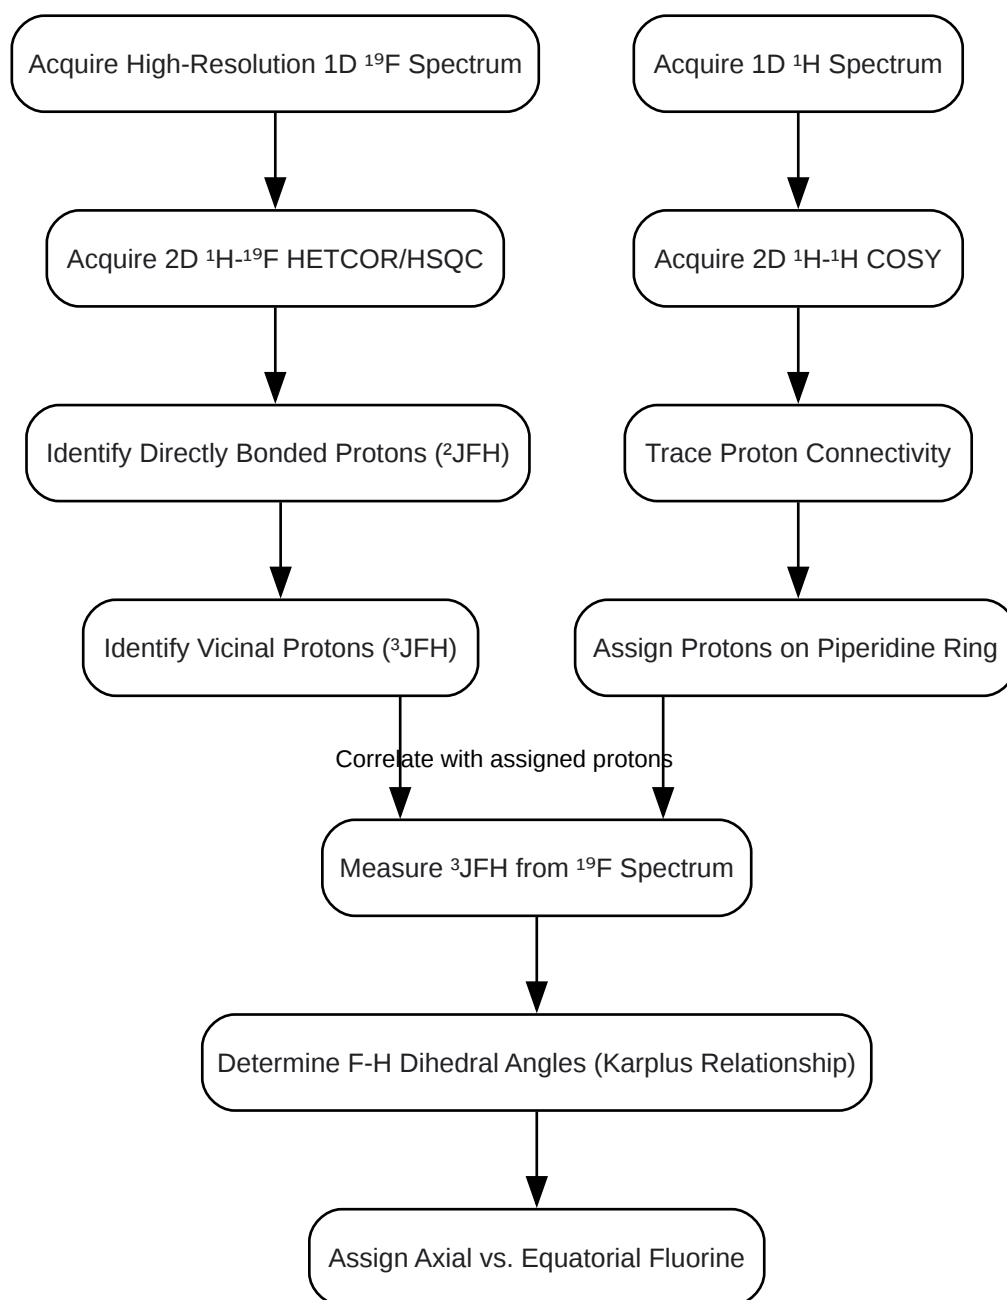 Acquire High-Resolution 1D ¹⁹F Spectrum
Acquire 1D ¹H Spectrum
Acquire 2D ¹H-¹⁹F HETCOR/HSQC
Acquire 2D ¹H-¹H COSY
Identify Directly Bonded Protons (²JFH)
Trace Proton Connectivity
Identify Vicinal Protons (³JFH)
Assign Protons on Piperidine Ring
Correlate with assigned protons
Measure ³JFH from ¹⁹F Spectrum
Determine F-H Dihedral Angles (Karplus Relationship)
Assign Axial vs. Equatorial Fluorine